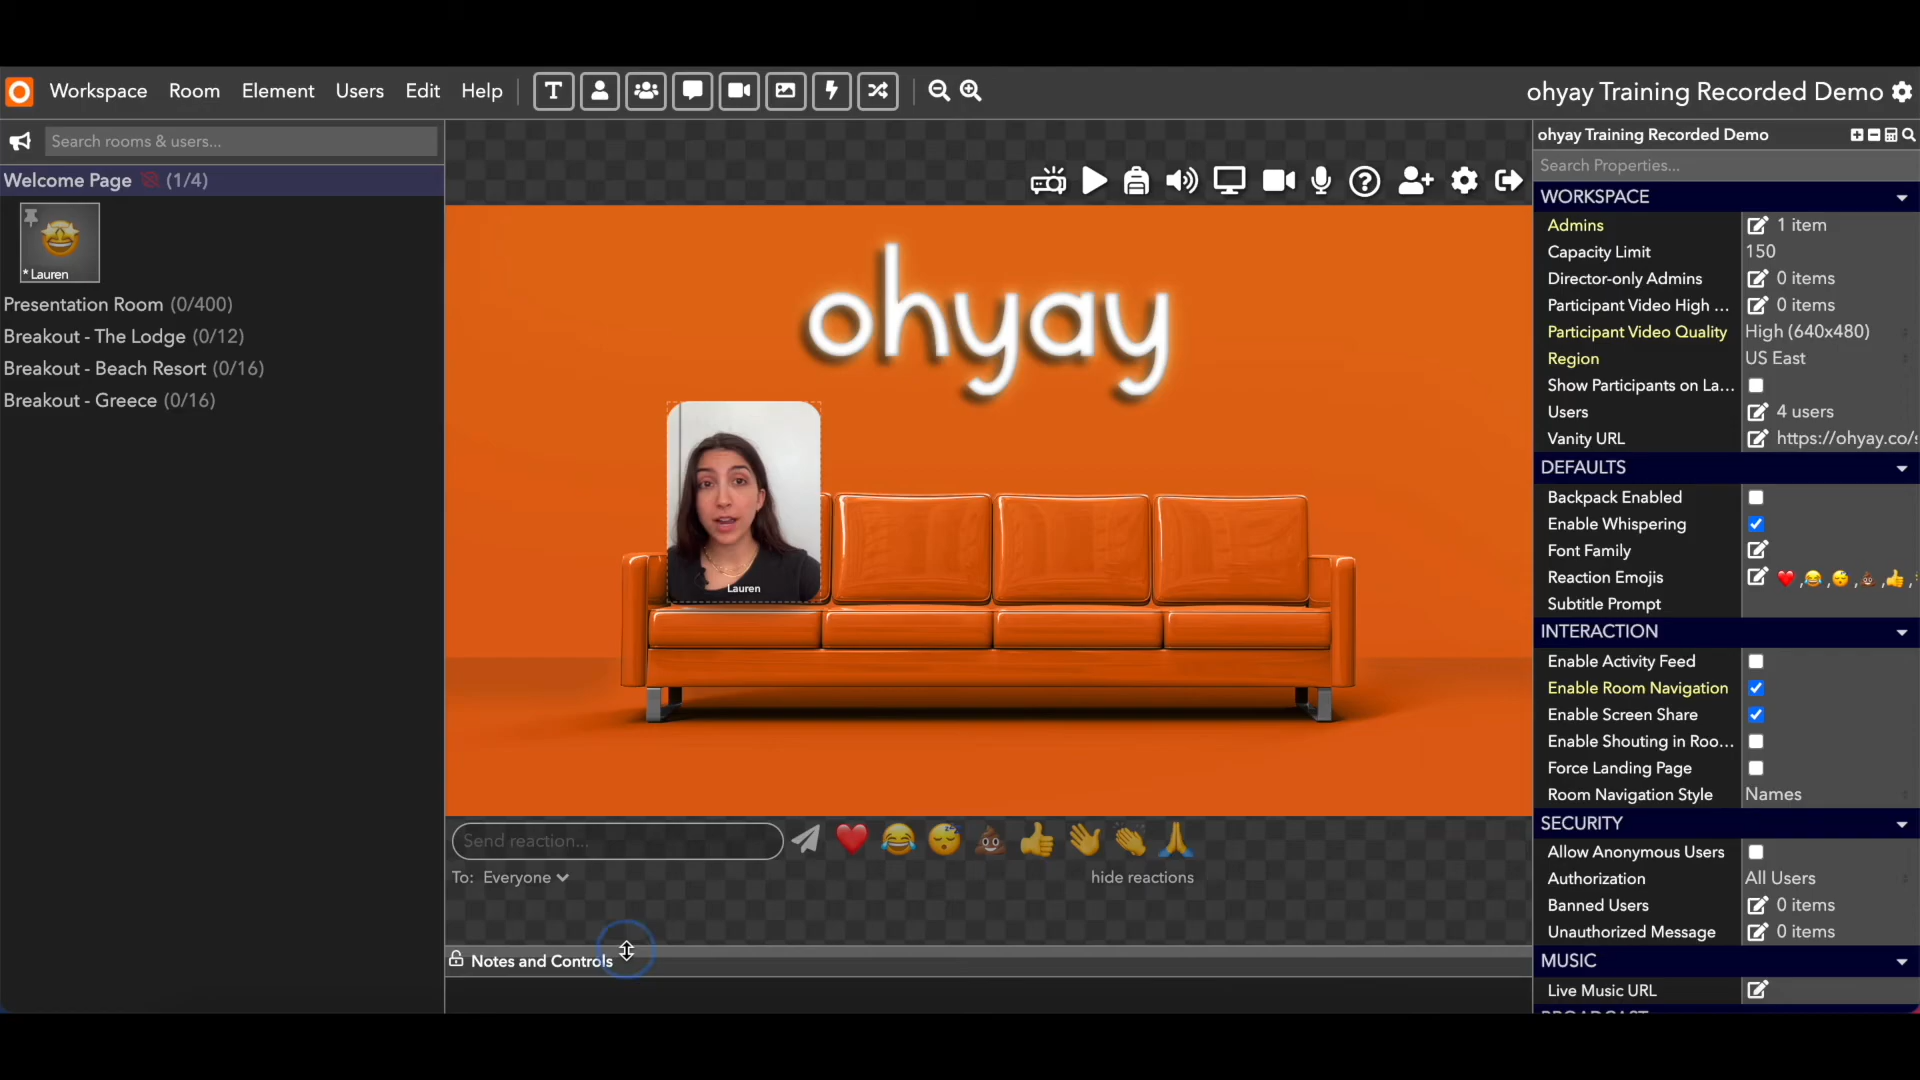 Workspace Room Element Users Edit Help
T
ohyay Training Recorded Demo
Search rooms & users...
Welcome Page (1/4)
* Lauren
Presentation Room (0/400)
Breakout - The Lodge (0/12)
Breakout - Beach Resort (0/16)
Breakout - Greece (0/16)
ohyay
Lauren
Send reaction...
To: Everyone
hide reactions
Notes and Controls
ohyay Training Recorded Demo
Search Properties...
WORKSPACE
Admins 1 item
Capacity Limit 150
Director-only Admins 0 items
Participant Video High ... 0 items
Participant Video Quality High (640x480)
Region US East
Show Participants on La...
Users 4 users
Vanity URL https://ohyay.co/s
DEFAULTS
Backpack Enabled
Enable Whispering
Font Family
Reaction Emojis ❤️,😂,😴,💩,👍,
Subtitle Prompt
INTERACTION
Enable Activity Feed
Enable Room Navigation
Enable Screen Share
Enable Shouting in Roo...
Force Landing Page
Room Navigation Style Names
SECURITY
Allow Anonymous Users
Authorization All Users
Banned Users 0 items
Unauthorized Message 0 items
MUSIC
Live Music URL